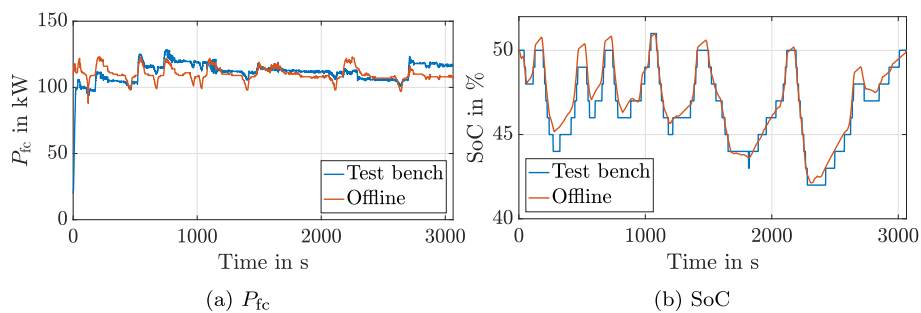 150
100
50
0
P_fc in kW
Test bench
Offline
0
1000
2000
3000
Time in s
(a) P_fc
50
45
40
SoC in %
Test bench
Offline
0
1000
2000
3000
Time in s
(b) SoC